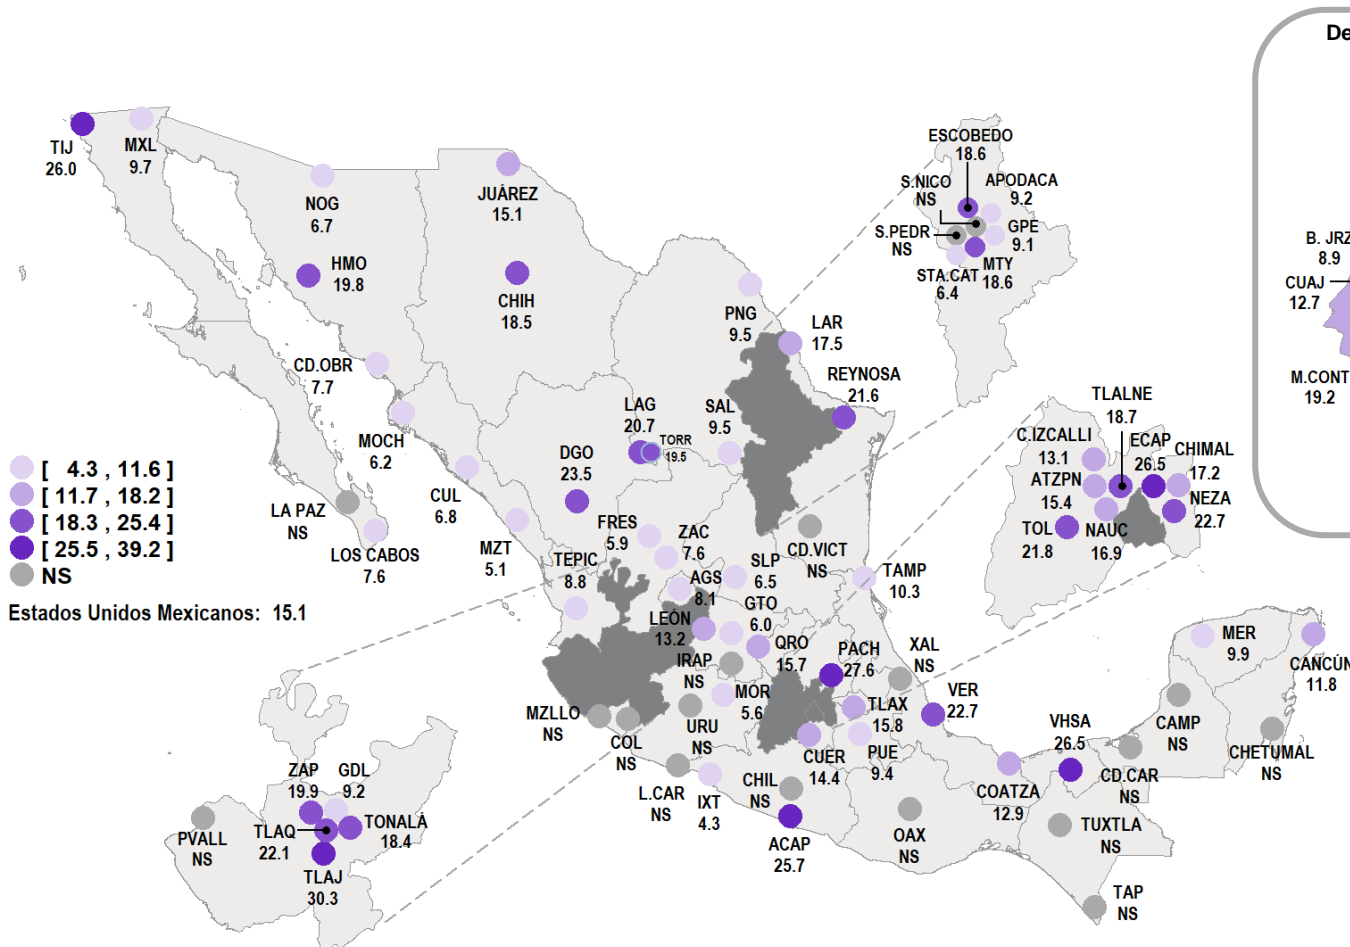 De
ESCOBEDO
18.6
S.NICO
NS
APODACA
9.2
S.PEDR
NS
GPE
9.1
STA.CAT
6.4
MTY
18.6
TIJ
26.0
MXL
9.7
NOG
6.7
JUÁREZ
15.1
HMO
19.8
CHIH
18.5
B. JRZ
8.9
CUAJ
12.7
M.CONT
19.2
PNG
9.5
LAR
17.5
CD.OBR
7.7
REYNOSA
21.6
LAG
20.7
TORR
19.5
SAL
9.5
MOCH
6.2
DGO
23.5
TLALNE
18.7
C.IZCALLI
13.1
ECAP
26.5
CHIMAL
17.2
ATZPN
15.4
NEZA
22.7
TOL
21.8
NAUC
16.9
[ 4.3 , 11.6 ]
[ 11.7 , 18.2 ]
[ 18.3 , 25.4 ]
[ 25.5 , 39.2 ]
NS
Estados Unidos Mexicanos: 15.1
LA PAZ
NS
LOS CABOS
7.6
CUL
6.8
MZT
5.1
FRES
5.9
ZAC
7.6
CD.VICT
NS
TEPIC
8.8
AGS
8.1
SLP
6.5
TAMP
10.3
LEÓN
13.2
GTO
6.0
IRAP
NS
QRO
15.7
PACH
27.6
XAL
NS
MER
9.9
CANCÚN
11.8
MZLLO
NS
COL
NS
URU
NS
MOR
5.6
TLAX
15.8
VER
22.7
CUER
14.4
PUE
9.4
VHSA
26.5
CAMP
NS
CHETUMAL
NS
CD.CAR
NS
L.CAR
NS
IXT
4.3
CHIL
NS
ACAP
25.7
OAX
NS
COATZA
12.9
TUXTLA
NS
TAP
NS
ZAP
19.9
GDL
9.2
PVALL
NS
TLAQ
22.1
TONALÁ
18.4
TLAJ
30.3